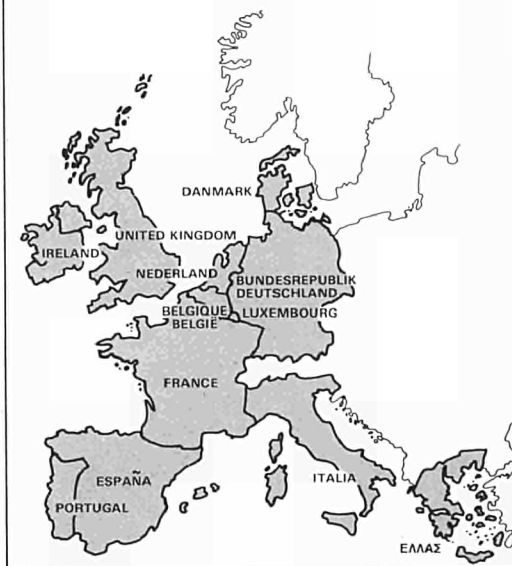 DANMARK
UNITED KINGDOM
IRELAND
NEDERLAND
BUNDESREPUBLIK
DEUTSCHLAND
BELGIQUE
BELGIË
LUXEMBOURG
FRANCE
ESPAÑA
PORTUGAL
ITALIA
ΕΛΛΑΣ